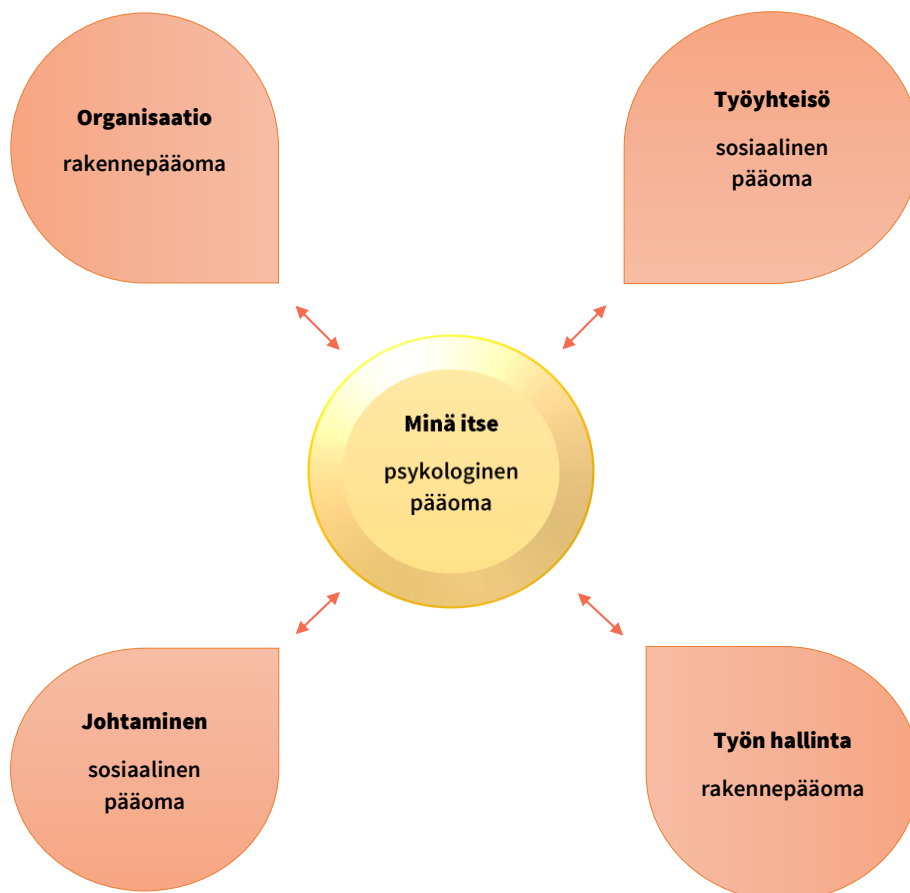 Organisaatio
rakennepääoma
Työyhteisö
sosiaalinen
pääoma
Minä itse
psykologinen
pääoma
Johtaminen
sosiaalinen
pääoma
Työn hallinta
rakennepääoma